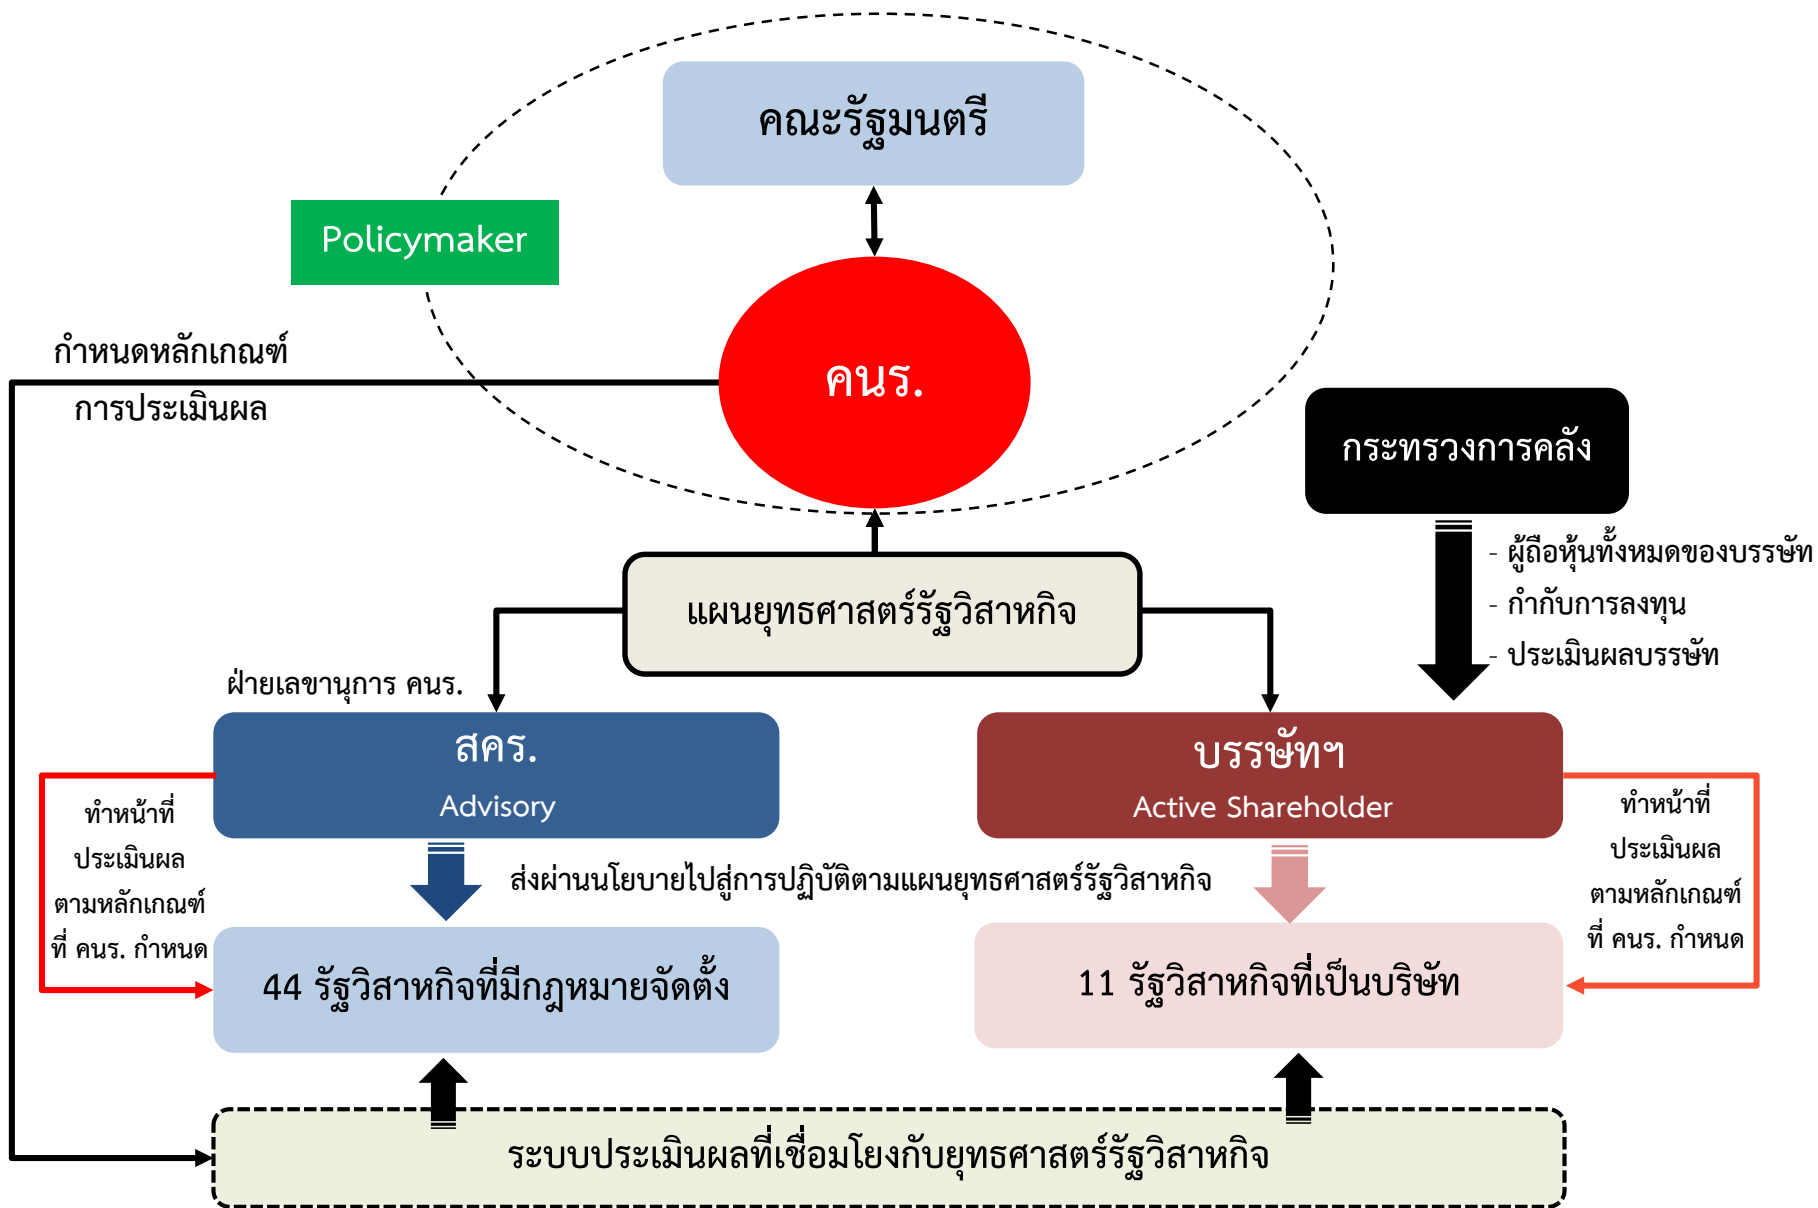 คณะรัฐมนตรี
Policymaker
กำหนดหลักเกณฑ์
การประเมินผล
คนร.
กระทรวงการคลัง
- ผู้ถือหุ้นทั้งหมดของบรรษัท
- กำกับการลงทุน
- ประเมินผลบรรษัท
แผนยุทธศาสตร์รัฐวิสาหกิจ
ฝ่ายเลขานุการ คนร.
สคร.
Advisory
บรรษัทฯ
Active Shareholder
ทำหน้าที่
ประเมินผล
ตามหลักเกณฑ์
ที่ คนร. กำหนด
ส่งผ่านนโยบายไปสู่การปฏิบัติตามแผนยุทธศาสตร์รัฐวิสาหกิจ
ทำหน้าที่
ประเมินผล
ตามหลักเกณฑ์
ที่ คนร. กำหนด
44 รัฐวิสาหกิจที่มีกฎหมายจัดตั้ง
11 รัฐวิสาหกิจที่เป็นบริษัท
ระบบประเมินผลที่เชื่อมโยงกับยุทธศาสตร์รัฐวิสาหกิจ